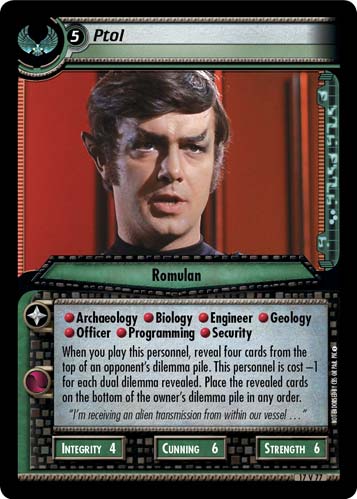 5 Ptol
Romulan
Archaeology Biology Engineer Geology
Officer Programming Security
When you play this personnel, reveal four cards from the
top of an opponent's dilemma pile. This personnel is cost -1
for each dual dilemma revealed. Place the revealed cards
on the bottom of the owner's dilemma pile in any order.
"I'm receiving an alien transmission from within our vessel . . ."
INTEGRITY 4 CUNNING 6 STRENGTH 6
17 V 77